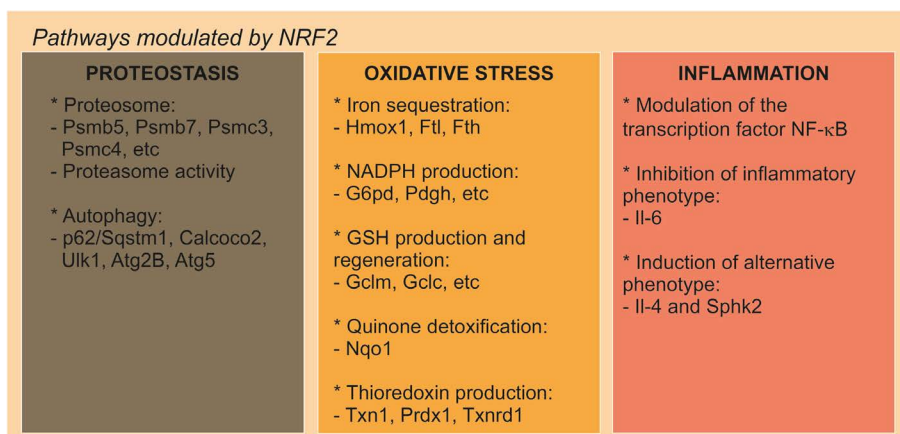 Pathways modulated by NRF2
PROTEOSTASIS
* Proteosome:
- Psmb5, Psmb7, Psmc3,
Psmc4, etc
- Proteasome activity
* Autophagy:
- p62/Sqstm1, Calcoco2,
Ulk1, Atg2B, Atg5
OXIDATIVE STRESS
* Iron sequestration:
- Hmox1, Ftl, Fth
* NADPH production:
- G6pd, Pdgh, etc
* GSH production and
regeneration:
- Gclm, Gclc, etc
* Quinone detoxification:
- Nqo1
* Thioredoxin production:
- Txn1, Prdx1, Txnrd1
INFLAMMATION
* Modulation of the
transcription factor NF-κB
* Inhibition of inflammatory
phenotype:
- Il-6
* Induction of alternative
phenotype:
- Il-4 and Sphk2